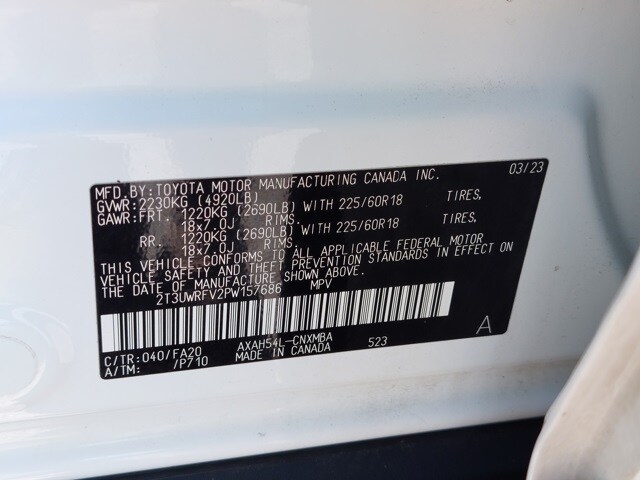 MFD. BY: TOYOTA MOTOR MANUFACTURING CANADA INC. 03/23
GVWR: 2230KG (4920LB)
GAWR: FRT. 1220KG (2690LB) WITH 225/60R18 TIRES,
18x7.0J RIMS.
RR. 1220KG (2690LB) WITH 225/60R18 TIRES,
18x7.0J RIMS.
THIS VEHICLE CONFORMS TO ALL APPLICABLE FEDERAL MOTOR
VEHICLE SAFETY AND THEFT PREVENTION STANDARDS IN EFFECT ON
THE DATE OF MANUFACTURE SHOWN ABOVE.
2T3UWRFV2PW157686 MPV
C/TR: 040/FA20 AXAH54L-CNXMBA 523 A
A/TM: /P710 MADE IN CANADA